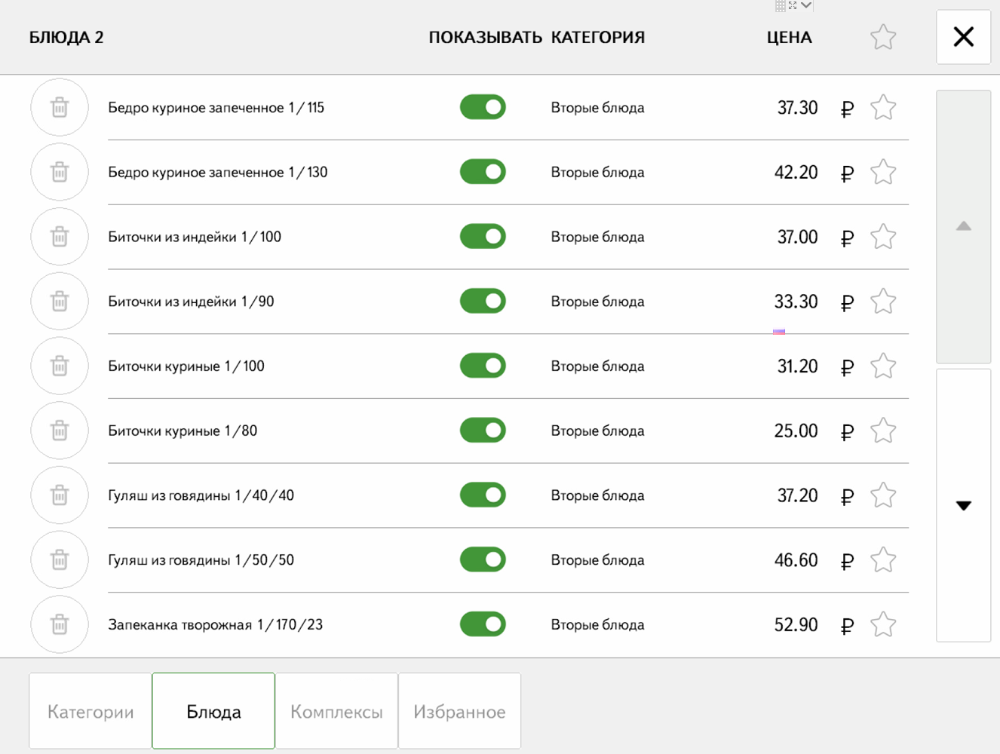 БЛЮДА 2 ПОКАЗЫВАТЬ КАТЕГОРИЯ ЦЕНА
Бедро куриное запеченное 1/115 Вторые блюда 37.30 ₽
Бедро куриное запеченное 1/130 Вторые блюда 42.20 ₽
Биточки из индейки 1/100 Вторые блюда 37.00 ₽
Биточки из индейки 1/90 Вторые блюда 33.30 ₽
Биточки куриные 1/100 Вторые блюда 31.20 ₽
Биточки куриные 1/80 Вторые блюда 25.00 ₽
Гуляш из говядины 1/40/40 Вторые блюда 37.20 ₽
Гуляш из говядины 1/50/50 Вторые блюда 46.60 ₽
Запеканка творожная 1/170/23 Вторые блюда 52.90 ₽
Категории Блюда Комплексы Избранное